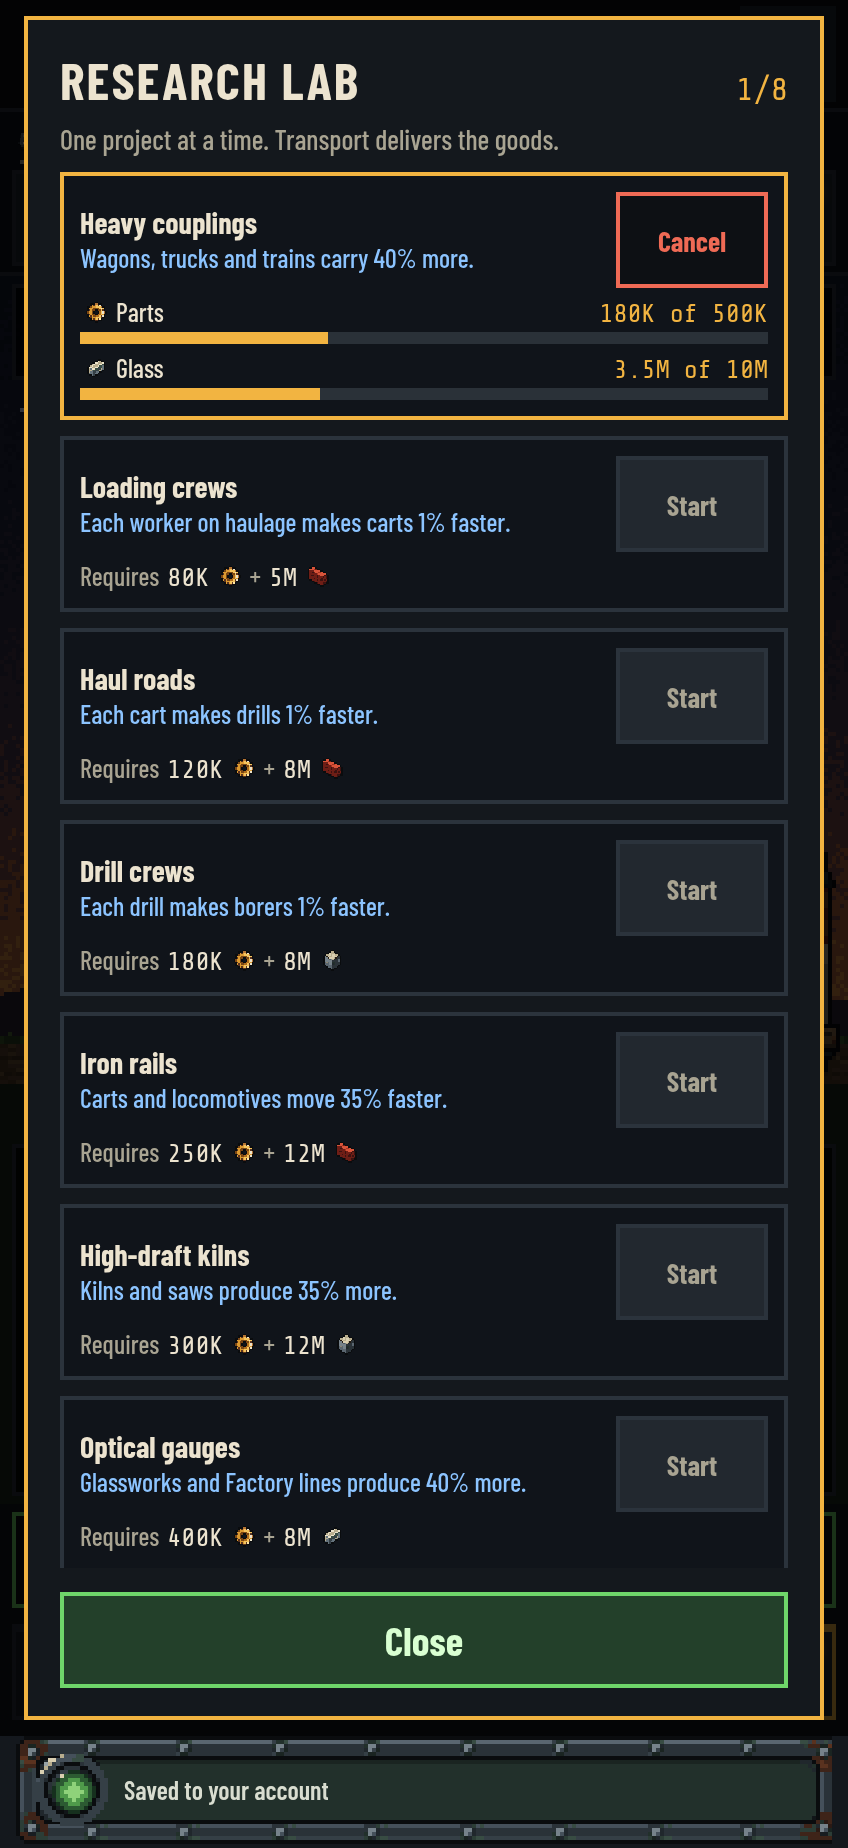 RESEARCH LAB
1/8
One project at a time. Transport delivers the goods.
Heavy couplings
Cancel
Wagons, trucks and trains carry 40% more.
Parts
180K of 500K
Glass
3.5M of 10M
Loading crews
Start
Each worker on haulage makes carts 1% faster.
Requires 80K + 5M
Haul roads
Start
Each cart makes drills 1% faster.
Requires 120K + 8M
Drill crews
Start
Each drill makes borers 1% faster.
Requires 180K + 8M
Iron rails
Start
Carts and locomotives move 35% faster.
Requires 250K + 12M
High-draft kilns
Start
Kilns and saws produce 35% more.
Requires 300K + 12M
Optical gauges
Start
Glassworks and Factory lines produce 40% more.
Requires 400K + 8M
Close
Saved to your account